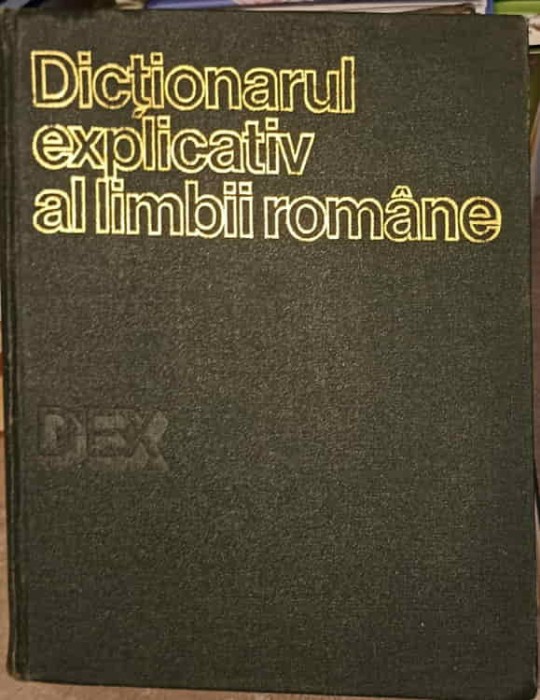 Dicționarul
explicativ
al limbii române
DEX